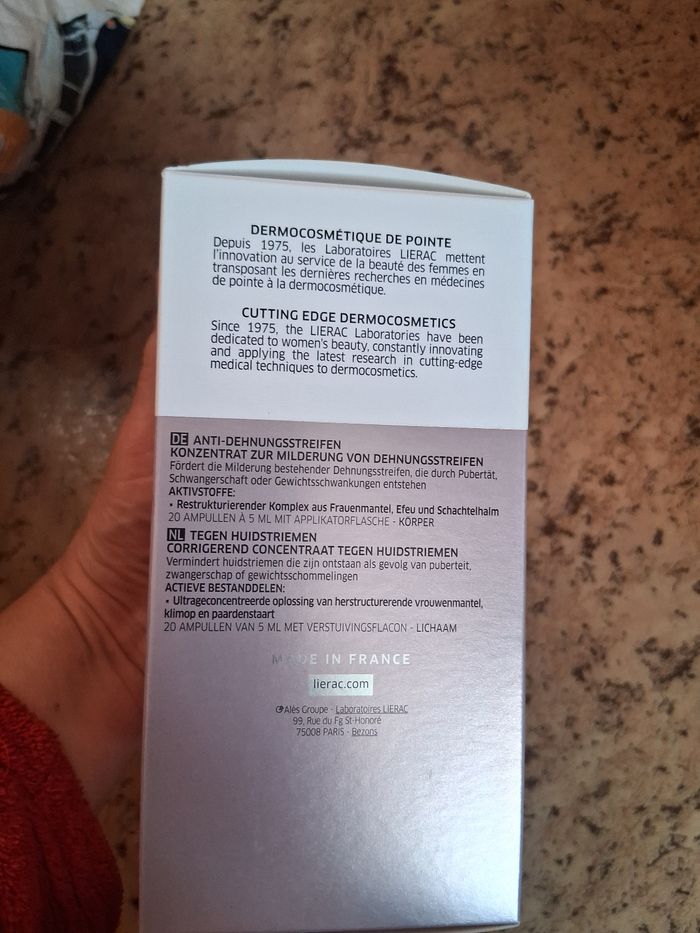 DERMOCOSMÉTIQUE DE POINTE
Depuis 1975, les Laboratoires LIERAC mettent
l'innovation au service de la beauté des femmes en
transposant les dernières recherches en médecines
de pointe à la dermocosmétique.
CUTTING EDGE DERMOCOSMETICS
Since 1975, the LIERAC Laboratories have been
dedicated to women's beauty, constantly innovating
and applying the latest research in cutting-edge
medical techniques to dermocosmetics.
DE ANTI-DEHNUNGSSTREIFEN
KONZENTRAT ZUR MILDERUNG VON DEHNUNGSSTREIFEN
Fördert die Milderung bestehender Dehnungsstreifen, die durch Pubertät,
Schwangerschaft oder Gewichtsschwankungen entstehen
AKTIVSTOFFE:
• Restrukturierender Komplex aus Frauenmantel, Efeu und Schachtelhalm
20 AMPULLEN À 5 ML MIT APPLIKATORFLASCHE - KÖRPER
NL TEGEN HUIDSTRIEMEN
CORRIGEREND CONCENTRAAT TEGEN HUIDSTRIEMEN
Vermindert huidstriemen die zijn ontstaan als gevolg van puberteit,
zwangerschap of gewichtsschommelingen
ACTIEVE BESTANDDELEN:
• Ultrageconcentreerde oplossing van herstructurerende vrouwenmantel,
klimop en paardenstaart
20 AMPULLEN VAN 5 ML MET VERSTUIVINGSFLACON - LICHAAM
MADE IN FRANCE
lierac.com
Alès Groupe - Laboratoires LIERAC
99, Rue du Fg St-Honoré
75008 PARIS - Bezons